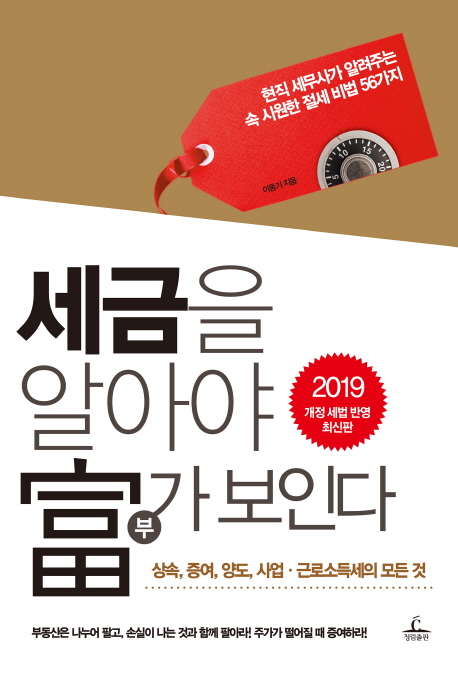 현직 세무사가 알려주는
속 시원한 절세 비법 56가지
이동기 지음
5 10 15 20
세금을
알아야
2019
개정 세법 반영
최신판
富부가 보인다
상속, 증여, 양도, 사업·근로소득세의 모든 것
부동산은 나누어 팔고, 손실이 나는 것과 함께 팔아라! 주가가 떨어질 때 증여하라!
Ĉ
청림출판